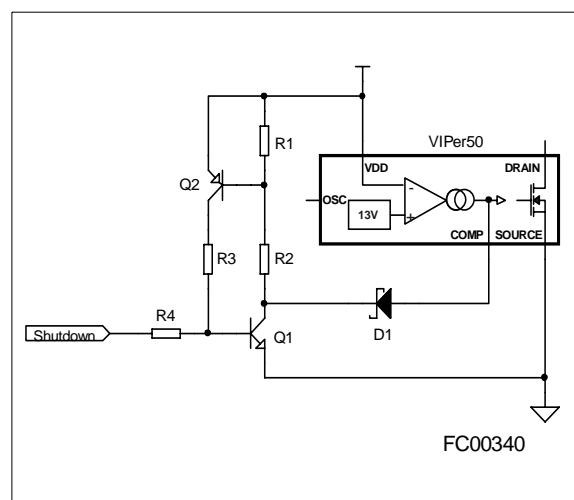 VIPer50
R1
VDD
DRAIN
Q2
-
OSC
13V
+
COMP
SOURCE
R3
R2
D1
R4
Shutdown
Q1
FC00340